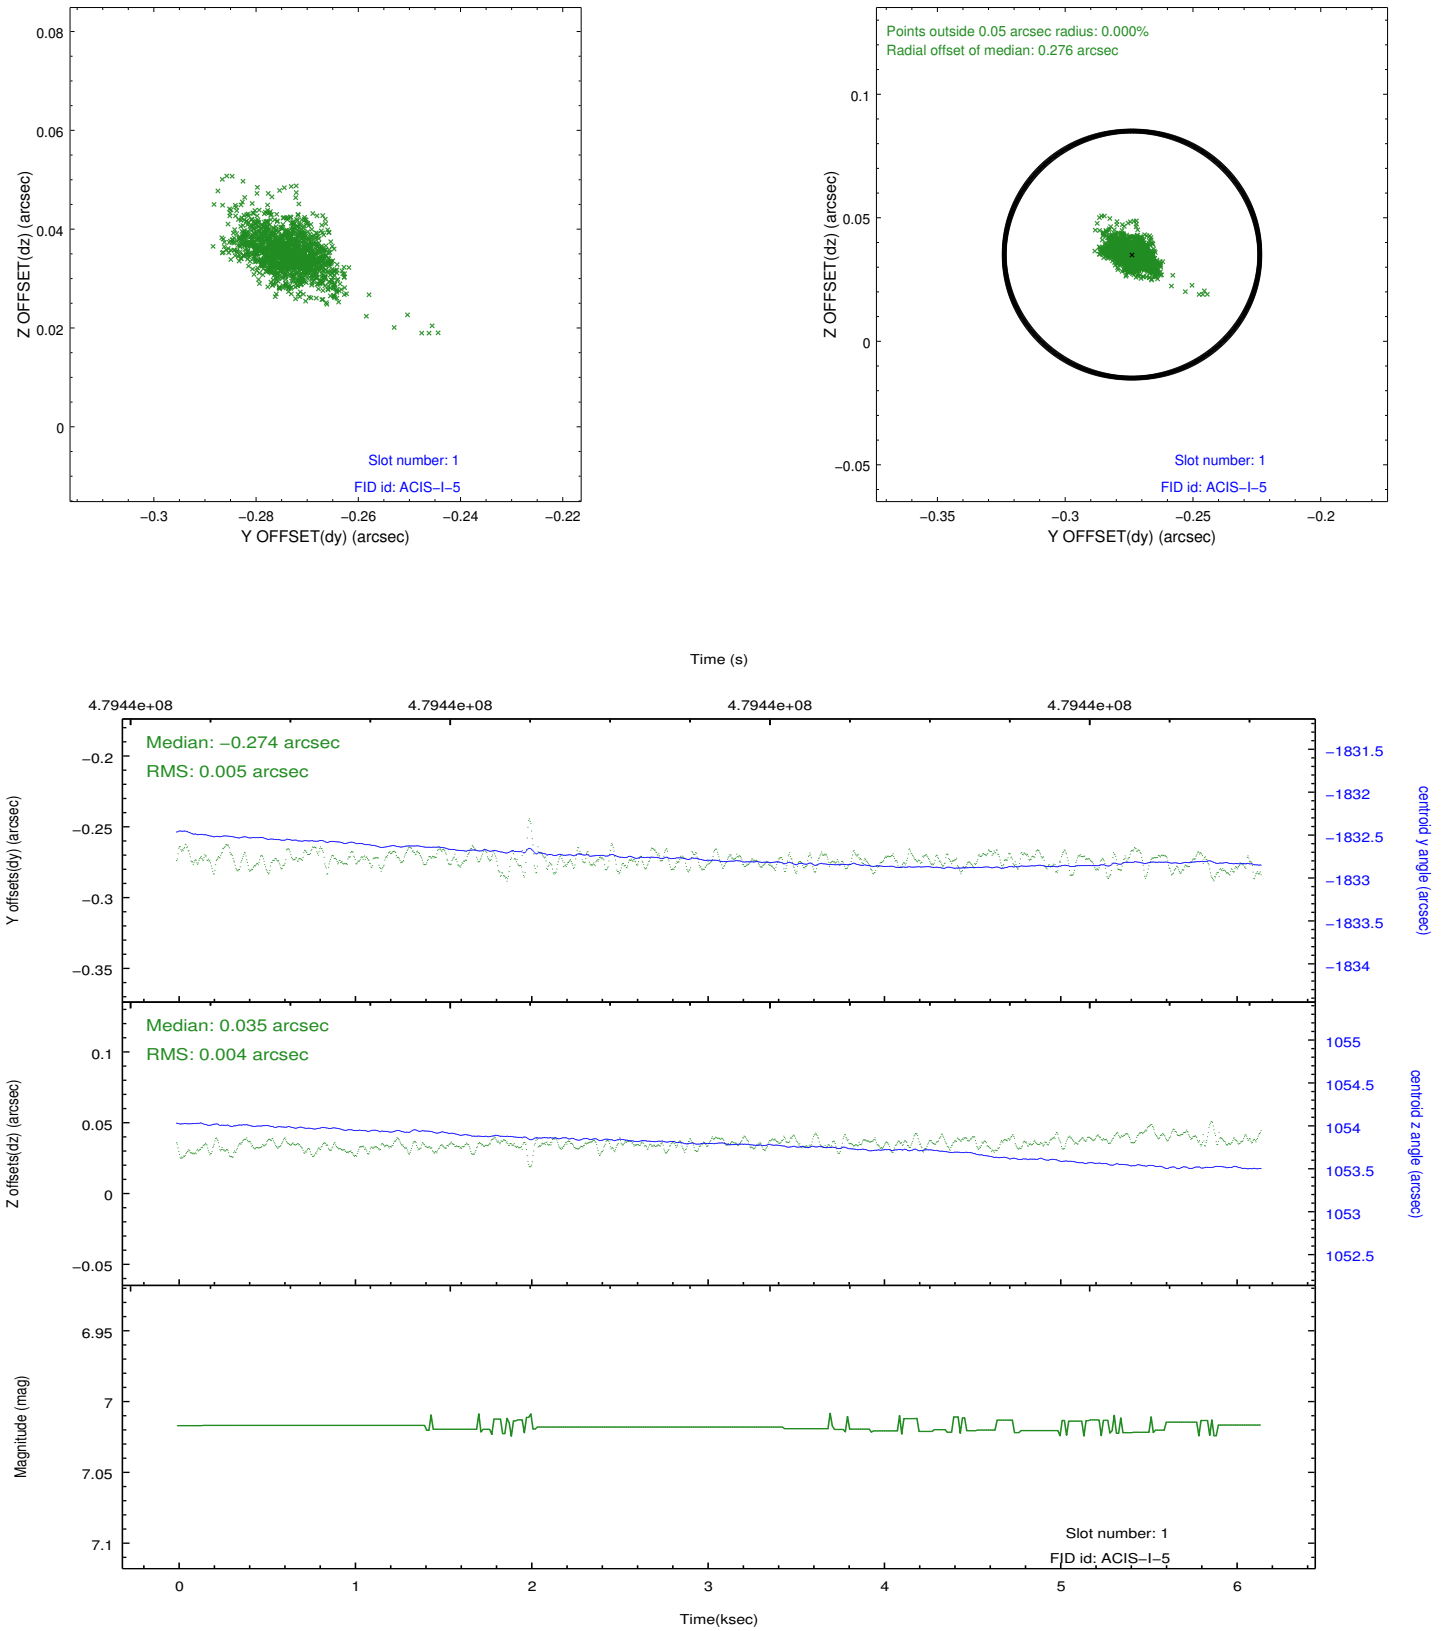 0.08
0.06
0.04
0.02
0
Z OFFSET(dz) (arcsec)
Slot number: 1
FID id: ACIS−I−5
−0.3
−0.28
−0.26
−0.24
−0.22
Y OFFSET(dy) (arcsec)
Points outside 0.05 arcsec radius: 0.000%
Radial offset of median: 0.276 arcsec
0.1
0.05
0
−0.05
Z OFFSET(dz) (arcsec)
Slot number: 1
FID id: ACIS−I−5
−0.35
−0.3
−0.25
−0.2
Y OFFSET(dy) (arcsec)
Time (s)
4.7944e+08
4.7944e+08
4.7944e+08
4.7944e+08
Median: −0.274 arcsec
RMS: 0.005 arcsec
−0.2
−0.25
−0.3
−0.35
Y offsets(dy) (arcsec)
−1831.5
−1832
−1832.5
−1833
−1833.5
−1834
centroid y angle (arcsec)
Median: 0.035 arcsec
RMS: 0.004 arcsec
0.1
0.05
0
−0.05
Z offsets(dz) (arcsec)
1055
1054.5
1054
1053.5
1053
1052.5
centroid z angle (arcsec)
6.95
7
7.05
7.1
Magnitude (mag)
Slot number: 1
FID id: ACIS−I−5
0
1
2
3
4
5
6
Time(ksec)